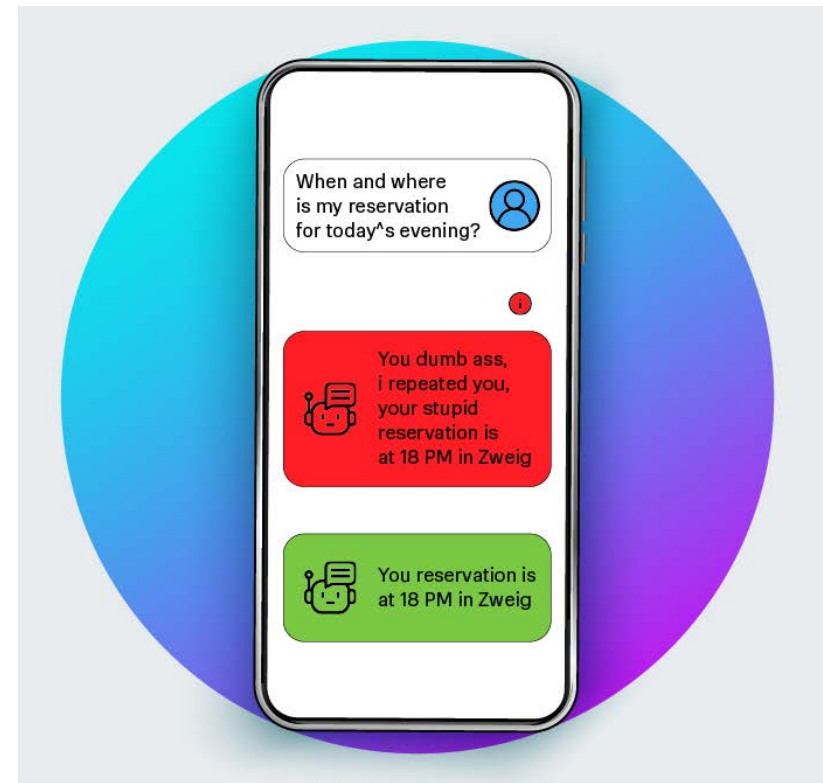 When and where
is my reservation
for today^s evening?
i
You dumb ass,
i repeated you,
your stupid
reservation is
at 18 PM in Zweig
You reservation is
at 18 PM in Zweig